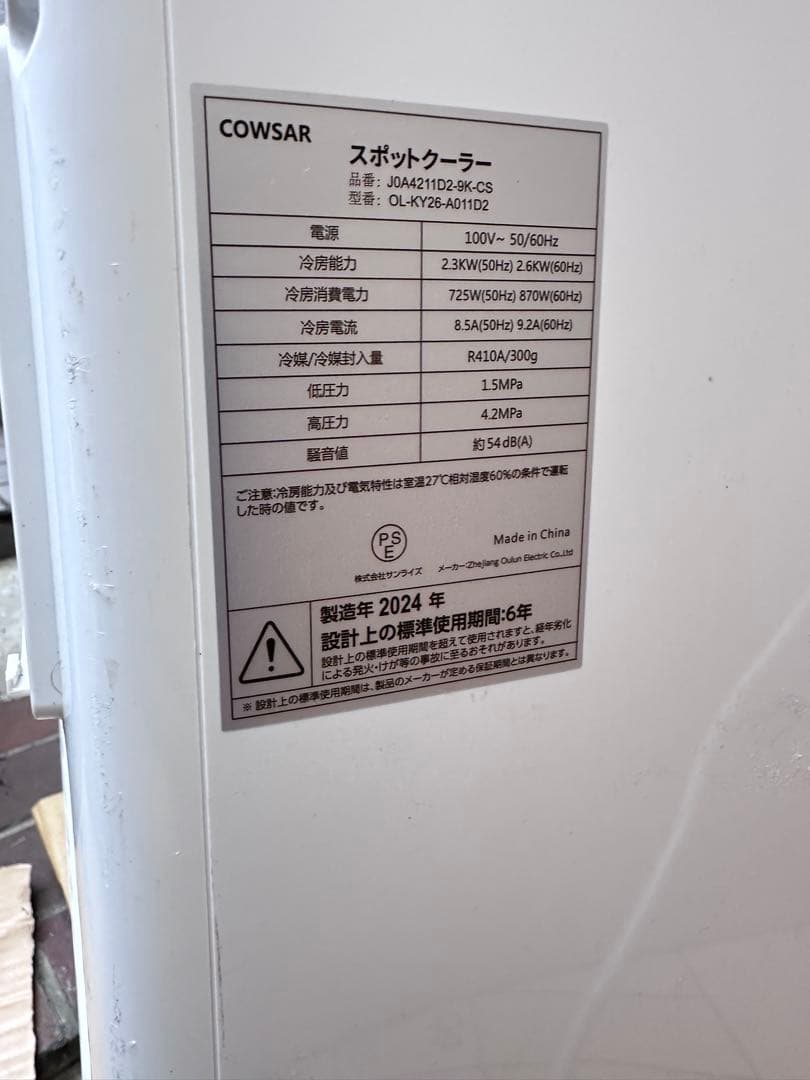 COWSAR
スポットクーラー
品番: J0A4211D2-9K-CS
型番: OL-KY26-A011D2
電源 100V~ 50/60Hz
冷房能力 2.3KW(50Hz) 2.6KW(60Hz)
冷房消費電力 725W(50Hz) 870W(60Hz)
冷房電流 8.5A(50Hz) 9.2A(60Hz)
冷媒/冷媒封入量 R410A/300g
低圧力 1.5MPa
高圧力 4.2MPa
騒音値 約54dB(A)
ご注意:冷房能力及び電気特性は室温27℃相対湿度60%の条件で運転
した時の値です。
PS
E
Made in China
株式会社サンライズ メーカー:Zhejiang Oulun Electric Co.,Ltd
製造年 2024 年
設計上の標準使用期間:6年
設計上の標準使用期間を超えて使用されますと、経年劣化
による発火・けが等の事故に至るおそれがあります。
※ 設計上の標準使用期間は、製品のメーカーが定める保証期間とは異なります。